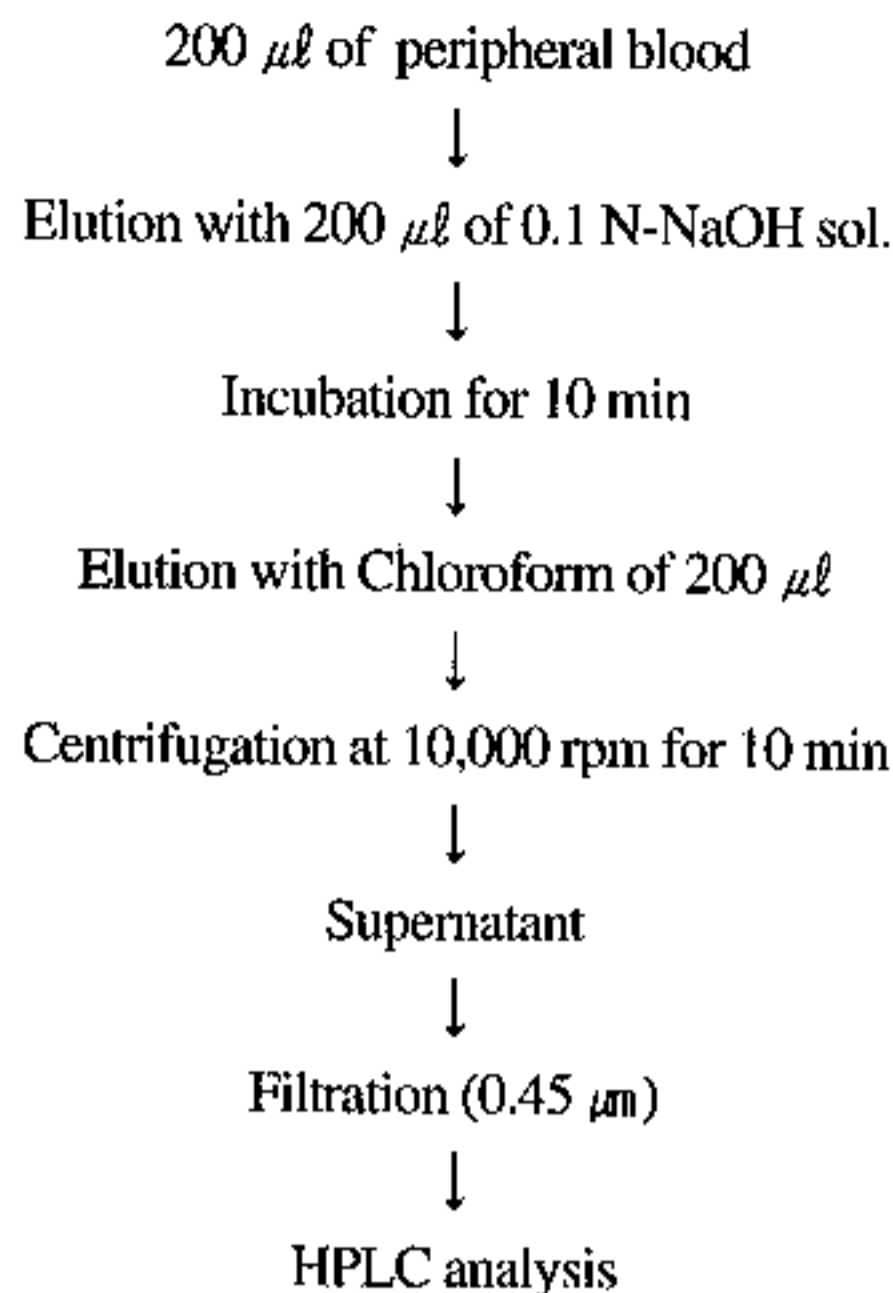 200 μℓ of peripheral blood
↓
Elution with 200 μℓ of 0.1 N-NaOH sol.
↓
Incubation for 10 min
↓
Elution with Chloroform of 200 μℓ
↓
Centrifugation at 10,000 rpm for 10 min
↓
Supernatant
↓
Filtration (0.45 μm)
↓
HPLC analysis